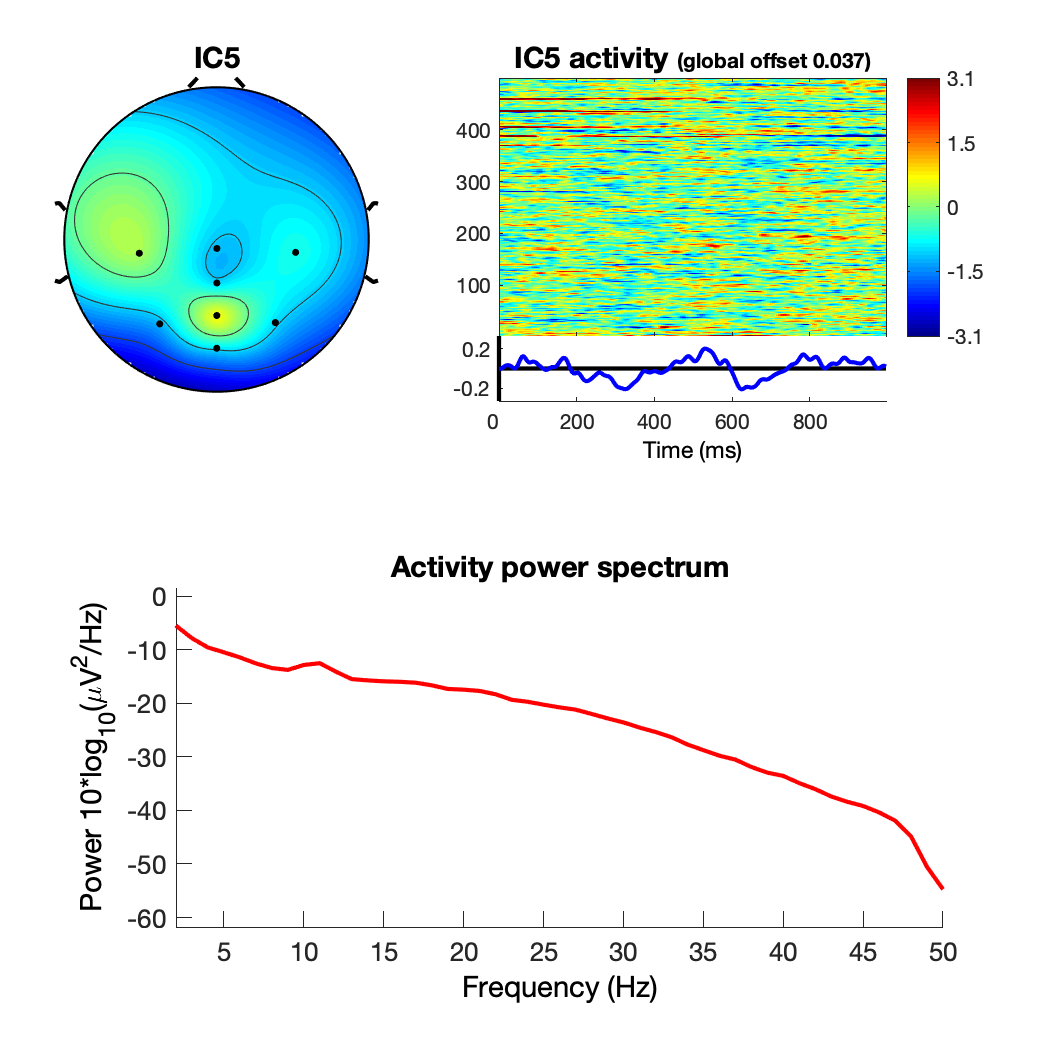 IC5
IC5 activity (global offset 0.037)
3.1
1.5
0
-1.5
-3.1
400
300
200
100
0.2
-0.2
0 200 400 600 800
Time (ms)
Activity power spectrum
Power 10*log10(μV²/Hz)
0
-10
-20
-30
-40
-50
-60
5 10 15 20 25 30 35 40 45 50
Frequency (Hz)